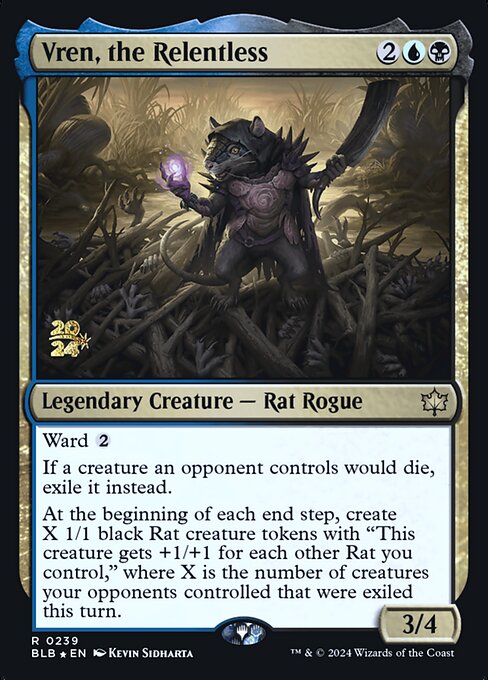 Vren, the Relentless 2
2024
Legendary Creature — Rat Rogue
Ward 2
If a creature an opponent controls would die,
exile it instead.
At the beginning of each end step, create
X 1/1 black Rat creature tokens with “This
creature gets +1/+1 for each other Rat you
control,” where X is the number of creatures
your opponents controlled that were exiled
this turn.
3/4
R 0239
BLB ★ EN Kevin Sidharta
™ & © 2024 Wizards of the Coast